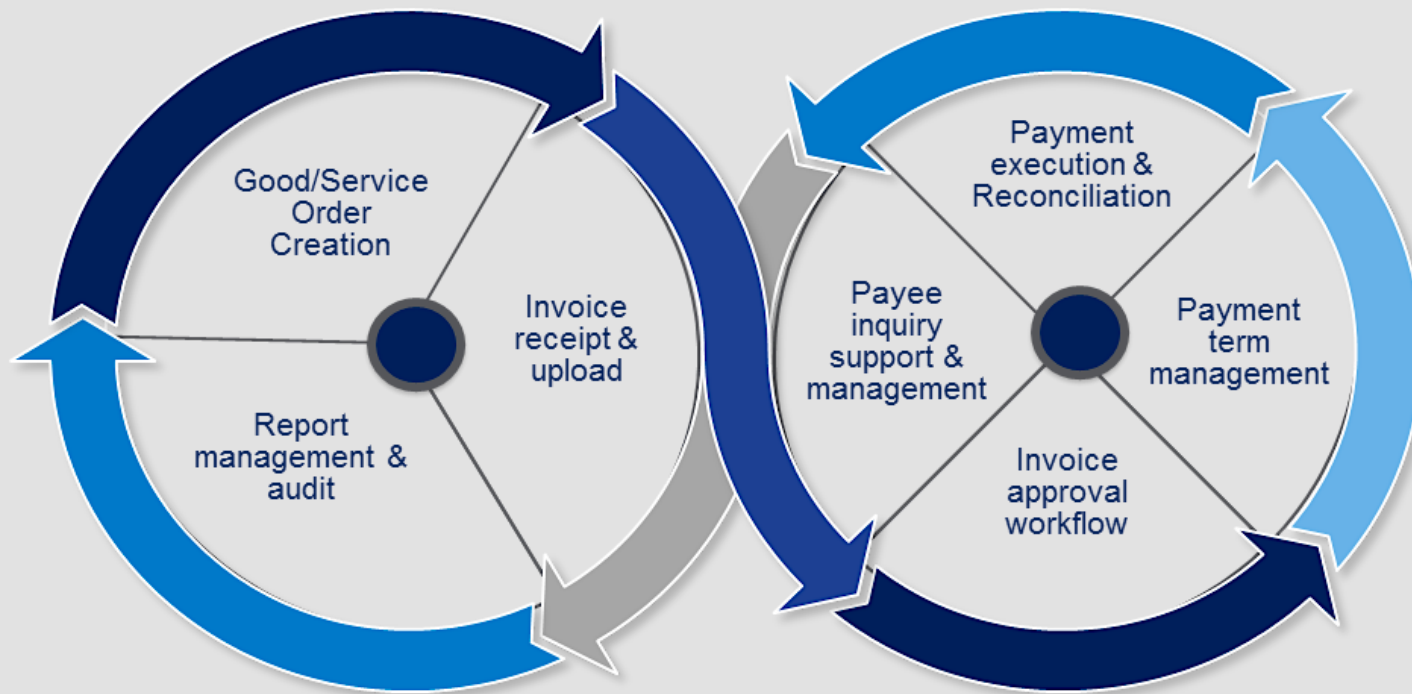 Good/Service
Order
Creation
Invoice
receipt &
upload
Report
management &
audit
Payment
execution &
Reconciliation
Payee
inquiry
support &
management
Payment
term
management
Invoice
approval
workflow